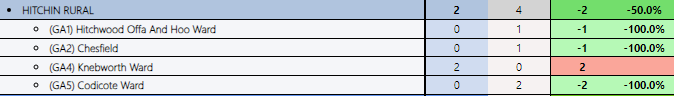 • HITCHIN RURAL 2 4 -2 -50.0%
o (GA1) Hitchwood Offa And Hoo Ward 0 1 -1 -100.0%
o (GA2) Chesfield 0 1 -1 -100.0%
o (GA4) Knebworth Ward 2 0 2
o (GA5) Codicote Ward 0 2 -2 -100.0%